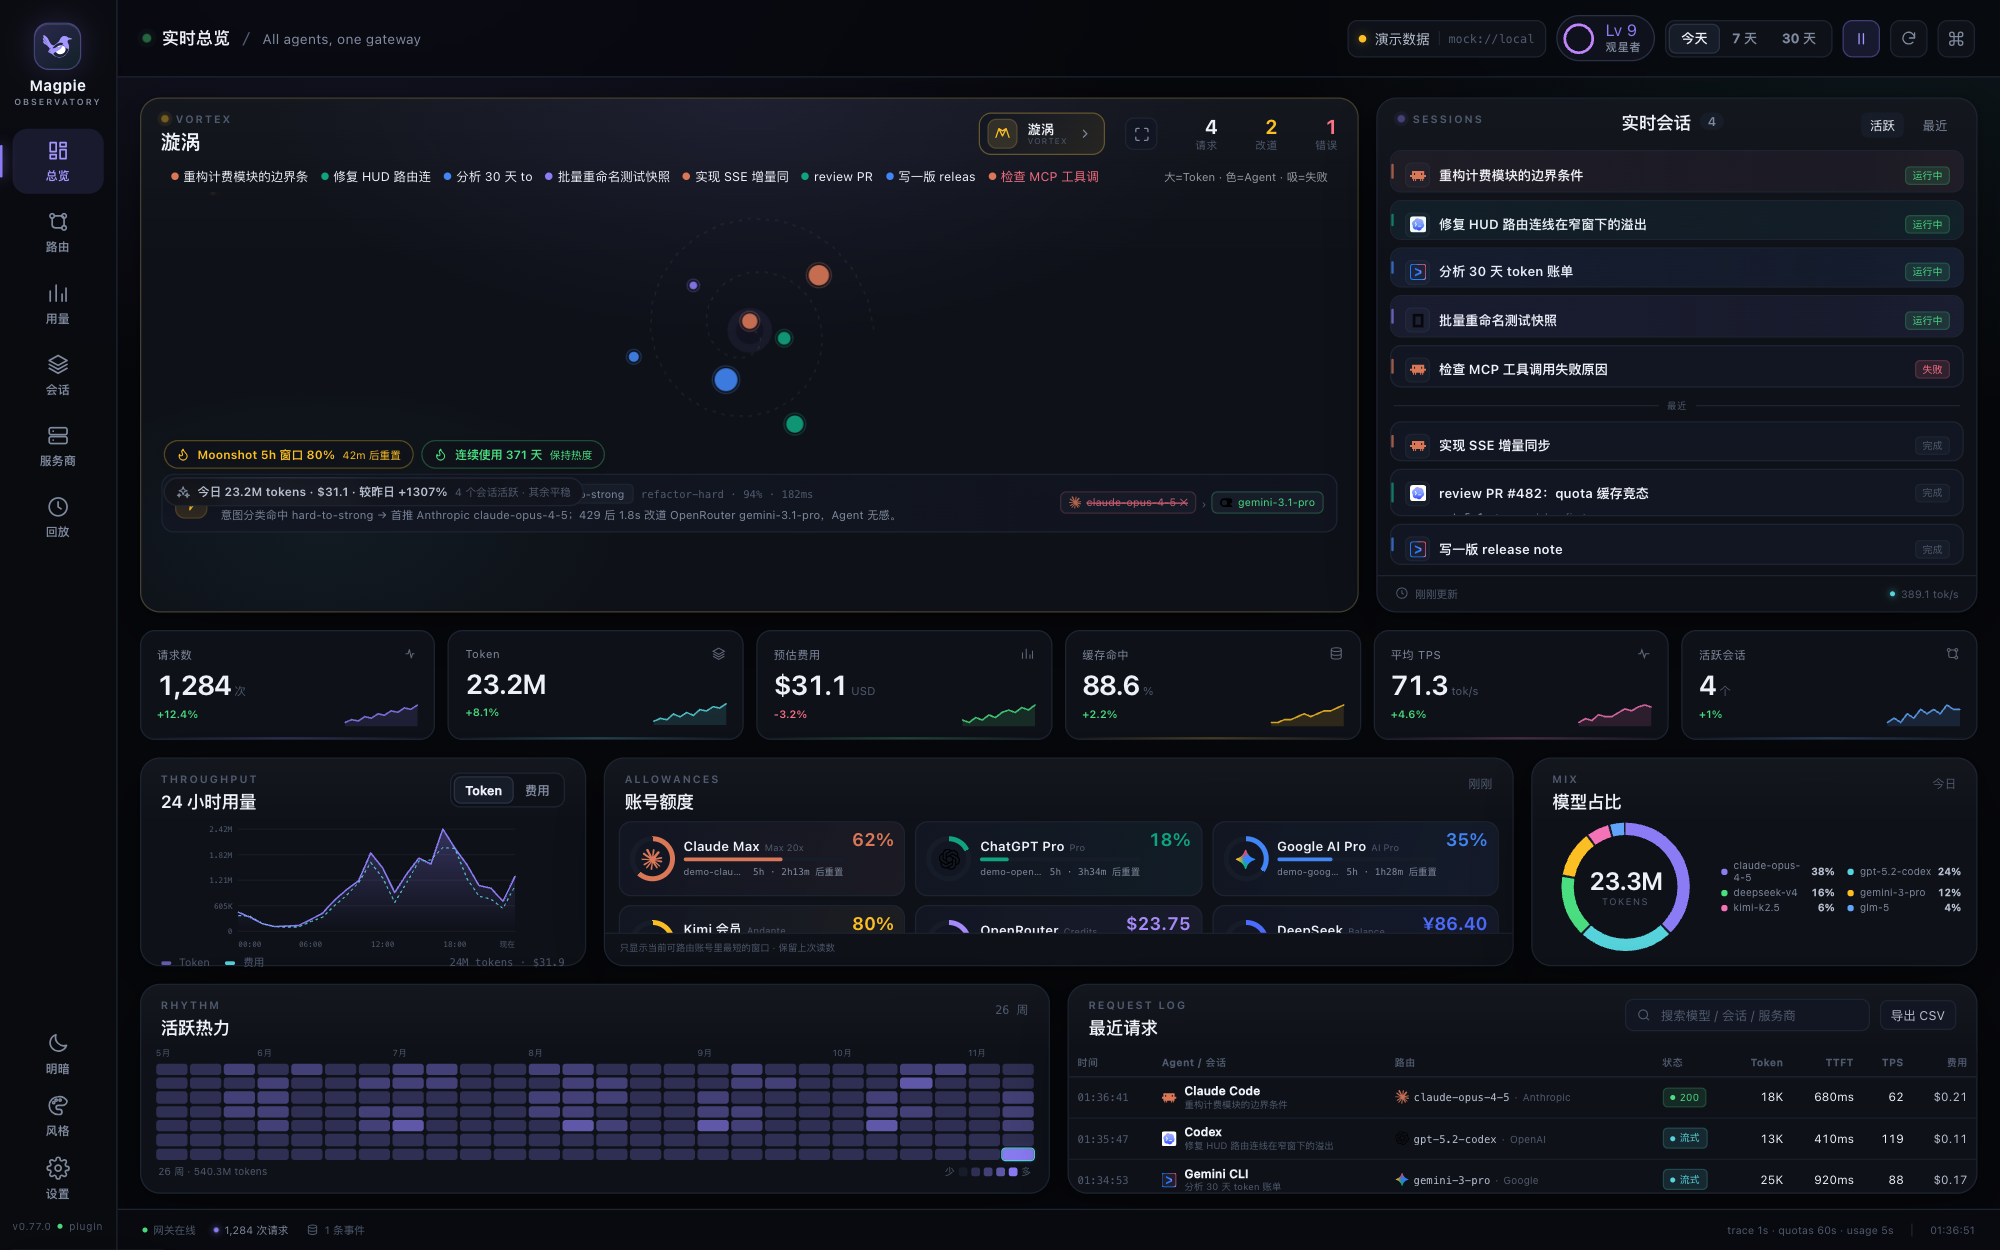 Magpie
OBSERVATORY
总览
路由
用量
会话
服务商
回放
明暗
风格
设置
v0.77.0 plugin
实时总览 / All agents, one gateway
演示数据 mock://local
Lv 9
观星者
今天 7 天 30 天
VORTEX
漩涡
漩涡
VORTEX
4 2 1
请求 改道 错误
重构计费模块的边界条 修复 HUD 路由连 分析 30 天 to 批量重命名测试快照 实现 SSE 增量同 review PR 写一版 releas 检查 MCP 工具调
大=Token · 色=Agent · 吸=失败
Moonshot 5h 窗口 80% 42m 后重置
连续使用 371 天 保持热度
今日 23.2M tokens · $31.1 · 较昨日 +1307% 4 个会话活跃 · 其余平稳
-strong refactor-hard · 94% · 182ms
claude-opus-4-5 ✕ › gemini-3.1-pro
意图分类命中 hard-to-strong → 首推 Anthropic claude-opus-4-5；429 后 1.8s 改道 OpenRouter gemini-3.1-pro，Agent 无感。
SESSIONS
实时会话 4
活跃 最近
重构计费模块的边界条件 运行中
修复 HUD 路由连线在窄窗下的溢出 运行中
分析 30 天 token 账单 运行中
批量重命名测试快照 运行中
检查 MCP 工具调用失败原因 失败
最近
实现 SSE 增量同步 完成
review PR #482：quota 缓存竞态 完成
写一版 release note 完成
刚刚更新 389.1 tok/s
请求数
1,284 次
+12.4%
Token
23.2M
+8.1%
预估费用
$31.1 USD
-3.2%
缓存命中
88.6 %
+2.2%
平均 TPS
71.3 tok/s
+4.6%
活跃会话
4 个
+1%
THROUGHPUT
24 小时用量
Token 费用
2.42M
1.82M
1.21M
605K
0
00:00 06:00 12:00 18:00 现在
Token 费用 24M tokens · $31.9
ALLOWANCES
账号额度
刚刚
Claude Max Max 20x 62%
demo-clau… 5h · 2h13m 后重置
ChatGPT Pro Pro 18%
demo-open… 5h · 3h34m 后重置
Google AI Pro AI Pro 35%
demo-goog… 5h · 1h28m 后重置
Kimi 会员 Andante 80%
OpenRouter Credits $23.75
DeepSeek Balance ¥86.40
只显示当前可路由账号里最短的窗口 · 保留上次读数
MIX
模型占比
今日
23.3M
TOKENS
claude-opus-4-5 38% gpt-5.2-codex 24%
deepseek-v4 16% gemini-3-pro 12%
kimi-k2.5 6% glm-5 4%
RHYTHM
活跃热力
26 周
5月 6月 7月 8月 9月 10月 11月
26 周 · 540.3M tokens
少 多
REQUEST LOG
最近请求
搜索模型 / 会话 / 服务商
导出 CSV
时间 Agent / 会话 路由 状态 Token TTFT TPS 费用
01:36:41 Claude Code claude-opus-4-5 · Anthropic 200 18K 680ms 62 $0.21
重构计费模块的边界条件
01:35:47 Codex gpt-5.2-codex · OpenAI 流式 13K 410ms 119 $0.11
修复 HUD 路由连线在窄窗下的溢出
01:34:53 Gemini CLI gemini-3-pro · Google 流式 25K 920ms 88 $0.17
分析 30 天 token 账单
网关在线 1,284 次请求 1 条事件
trace 1s · quotas 60s · usage 5s 01:36:51